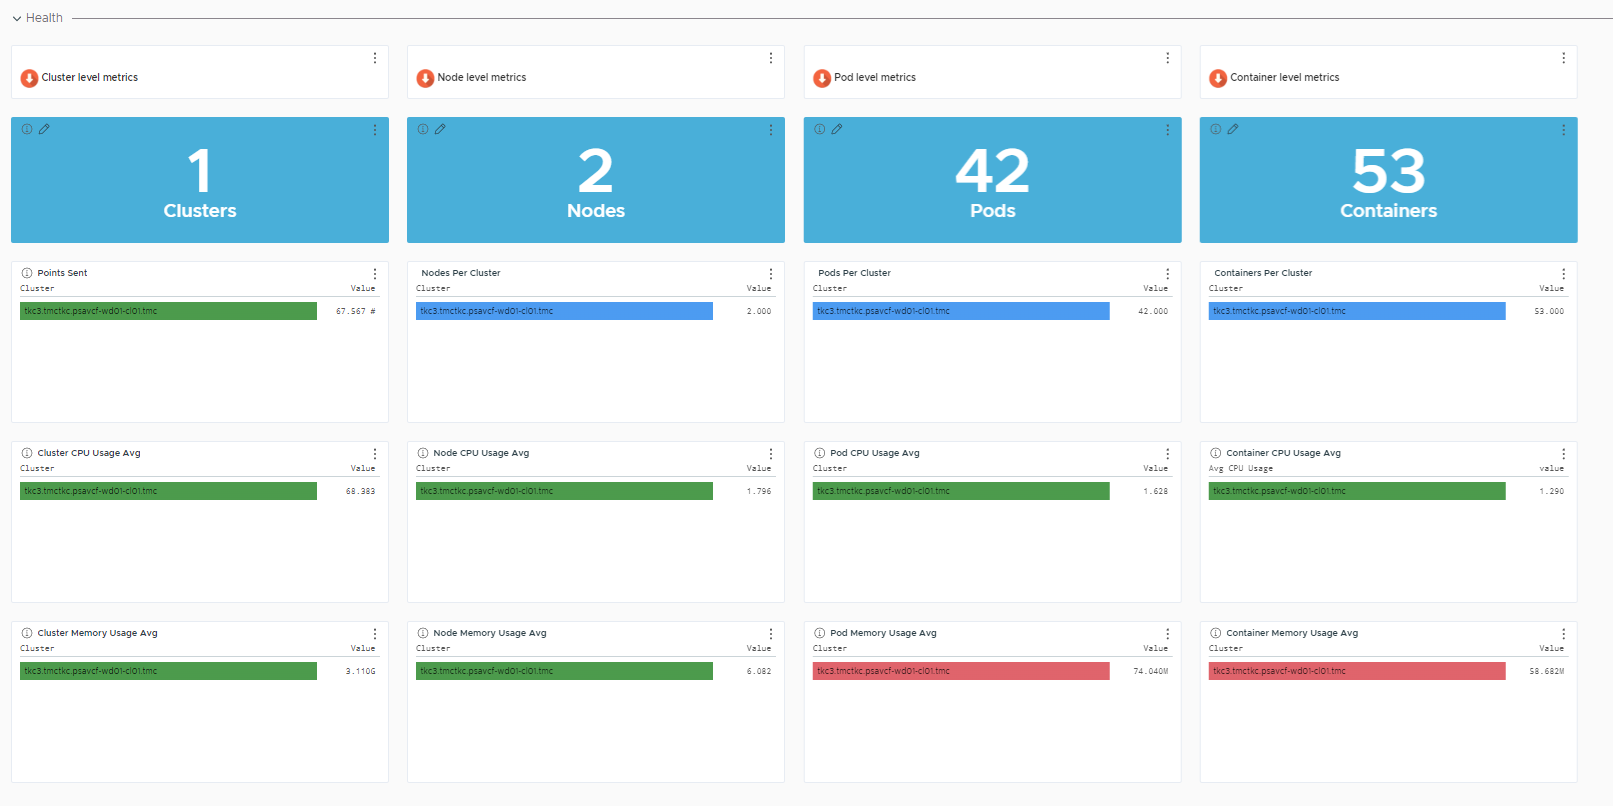 Health
Cluster level metrics
Node level metrics
Pod level metrics
Container level metrics
1
Clusters
2
Nodes
42
Pods
53
Containers
Points Sent
Cluster Value
tkc3.tmctkc.psavcf-wd01-cl01.tmc 67.567 #
Nodes Per Cluster
Cluster Value
tkc3.tmctkc.psavcf-wd01-cl01.tmc 2.000
Pods Per Cluster
Cluster Value
tkc3.tmctkc.psavcf-wd01-cl01.tmc 42.000
Containers Per Cluster
Cluster Value
tkc3.tmctkc.psavcf-wd01-cl01.tmc 53.000
Cluster CPU Usage Avg
Cluster Value
tkc3.tmctkc.psavcf-wd01-cl01.tmc 68.383
Node CPU Usage Avg
Cluster Value
tkc3.tmctkc.psavcf-wd01-cl01.tmc 1.796
Pod CPU Usage Avg
Cluster Value
tkc3.tmctkc.psavcf-wd01-cl01.tmc 1.628
Container CPU Usage Avg
Avg CPU Usage value
tkc3.tmctkc.psavcf-wd01-cl01.tmc 1.290
Cluster Memory Usage Avg
Cluster Value
tkc3.tmctkc.psavcf-wd01-cl01.tmc 3.110G
Node Memory Usage Avg
Cluster Value
tkc3.tmctkc.psavcf-wd01-cl01.tmc 6.082
Pod Memory Usage Avg
Cluster Value
tkc3.tmctkc.psavcf-wd01-cl01.tmc 74.040M
Container Memory Usage Avg
Cluster Value
tkc3.tmctkc.psavcf-wd01-cl01.tmc 58.682M